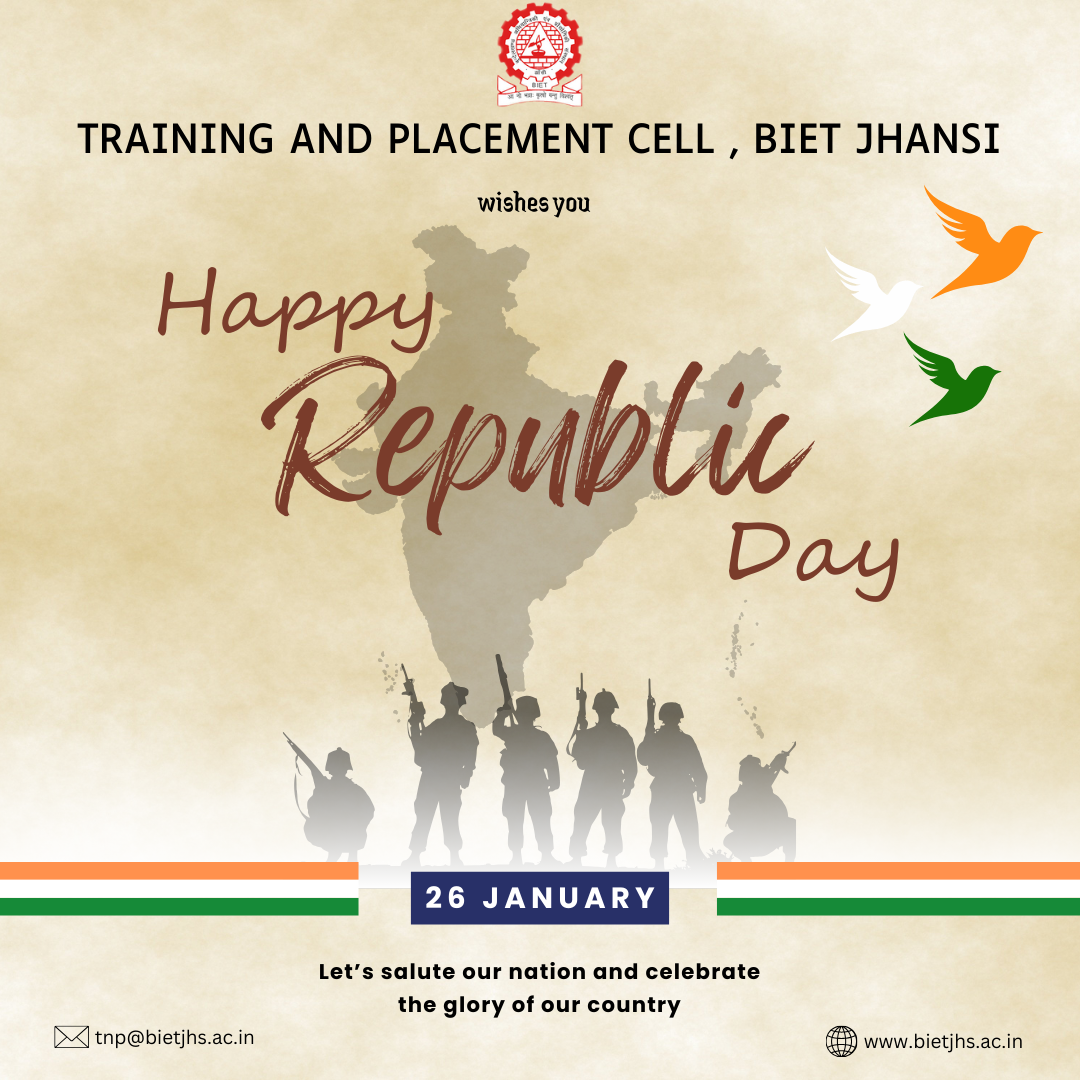 BIET
TRAINING AND PLACEMENT CELL , BIET JHANSI
wishes you
Happy
Republic
Day
26 JANUARY
Let's salute our nation and celebrate
the glory of our country
tnp@bietjhs.ac.in
www.bietjhs.ac.in